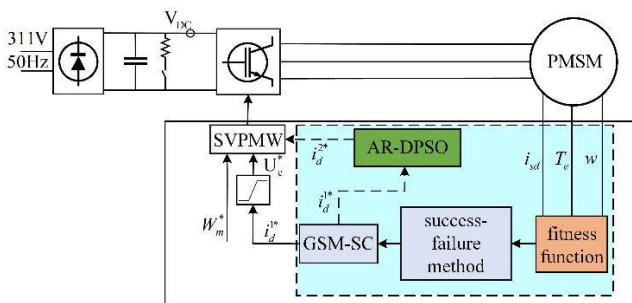 V_DC
311V
50Hz
PMSM
SVPMW
i_d^2*
AR-DPSO
i_sd
T_e
w
U_e^*
i_d^1*
W_m^*
i_d^1*
GSM-SC
success-
failure
method
fitness
function